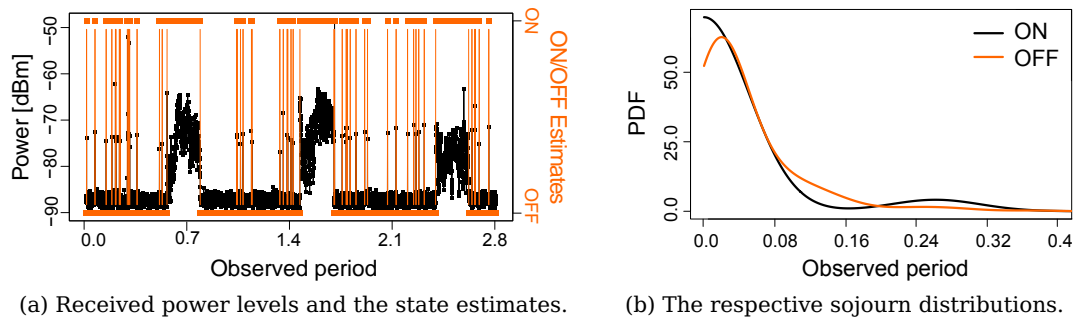 −50
−60
−70
−80
−90
Power [dBm]
0.0 0.7 1.4 2.1 2.8
Observed period
ON
OFF
ON/OFF Estimates
(a) Received power levels and the state estimates.
PDF
50.0
25.0
0.0
ON
OFF
0.0 0.08 0.16 0.24 0.32 0.4
Observed period
(b) The respective sojourn distributions.